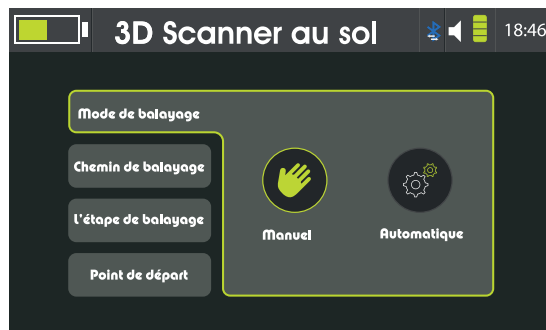 3D Scanner au sol
18:46
Mode de balayage
Chemin de balayage
L'étape de balayage
Point de départ
Manuel
Automatique